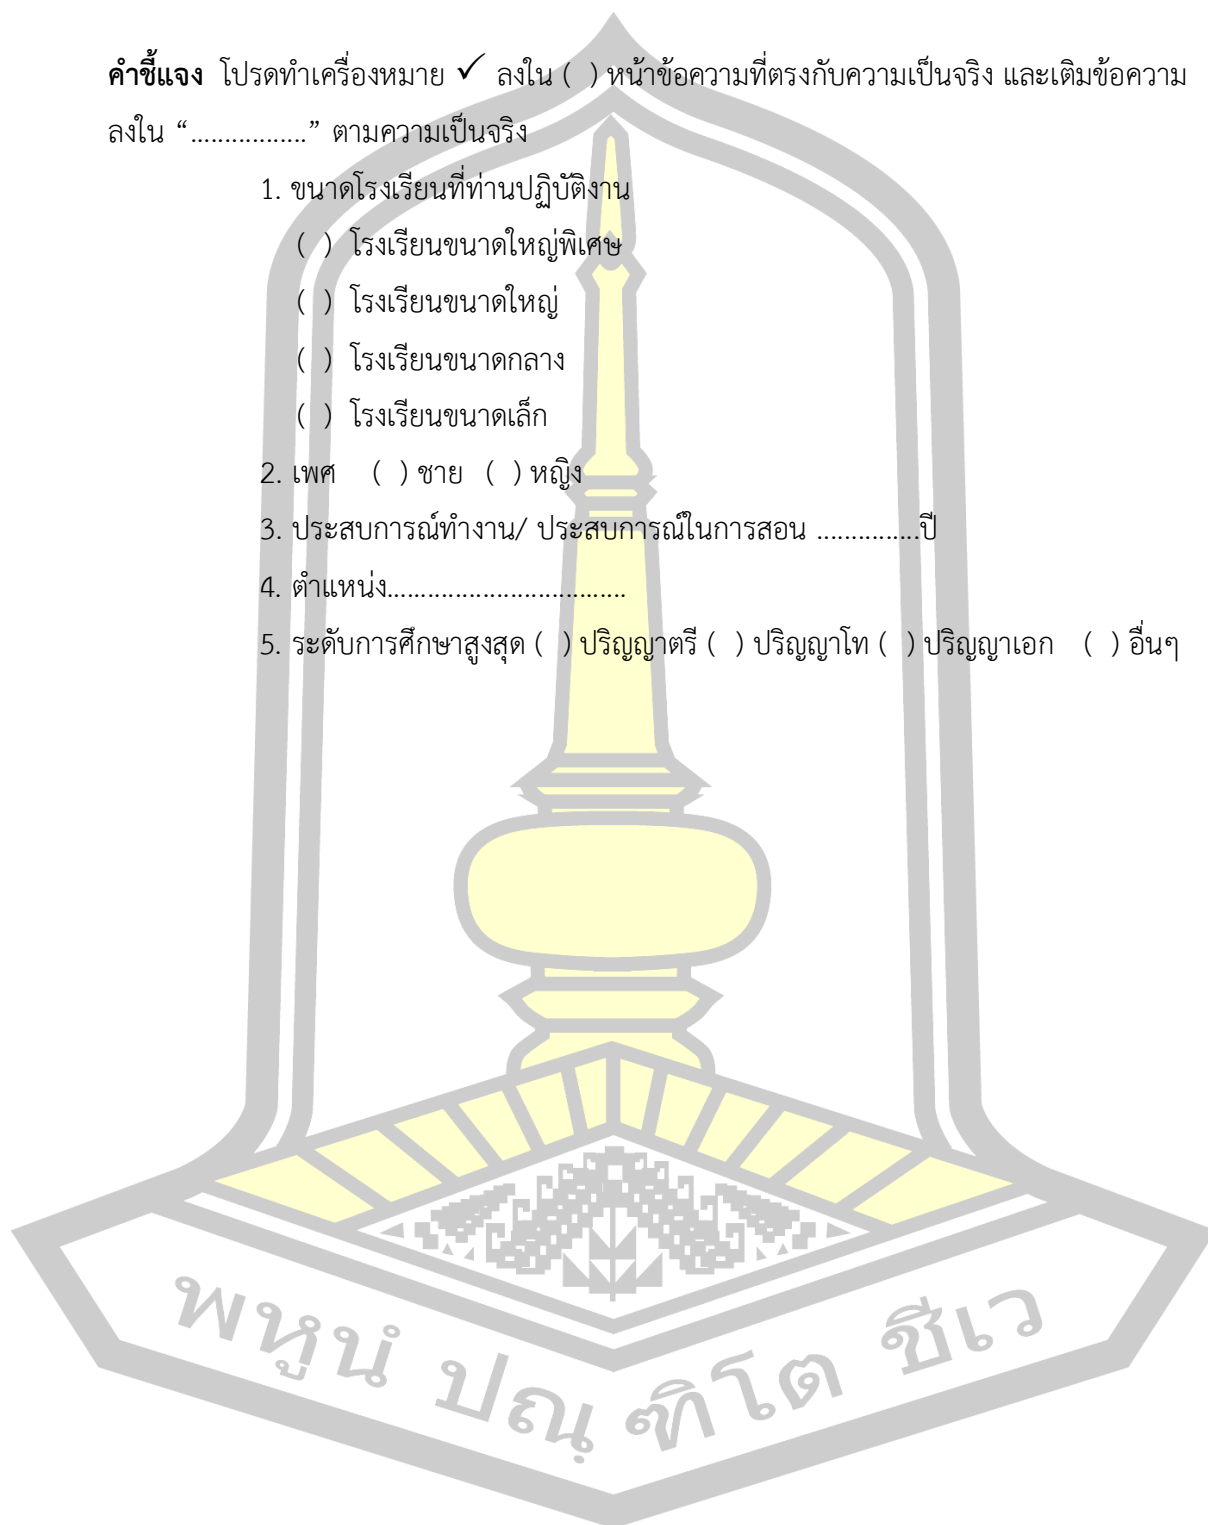 คำชี้แจง โปรดทำเครื่องหมาย ✓ ลงใน ( ) หน้าข้อความที่ตรงกับความเป็นจริง และเติมข้อความ
ลงใน “.................” ตามความเป็นจริง
1. ขนาดโรงเรียนที่ท่านปฏิบัติงาน
( ) โรงเรียนขนาดใหญ่พิเศษ
( ) โรงเรียนขนาดใหญ่
( ) โรงเรียนขนาดกลาง
( ) โรงเรียนขนาดเล็ก
2. เพศ ( ) ชาย ( ) หญิง
3. ประสบการณ์ทำงาน/ ประสบการณ์ในการสอน ...............ปี
4. ตำแหน่ง...................................
5. ระดับการศึกษาสูงสุด ( ) ปริญญาตรี ( ) ปริญญาโท ( ) ปริญญาเอก ( ) อื่นๆ
พหูนํ ปณฺฑิโต ชีเว